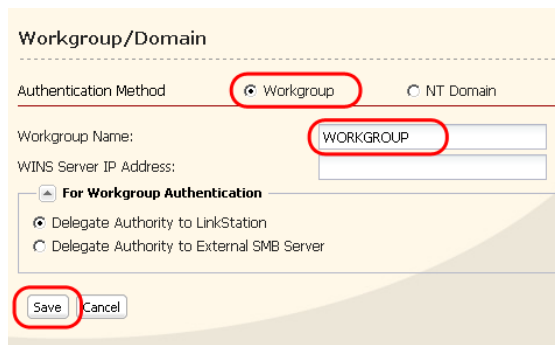 Workgroup/Domain
Authentication Method Workgroup NT Domain
Workgroup Name: WORKGROUP
WINS Server IP Address:
For Workgroup Authentication
Delegate Authority to LinkStation
Delegate Authority to External SMB Server
Save Cancel